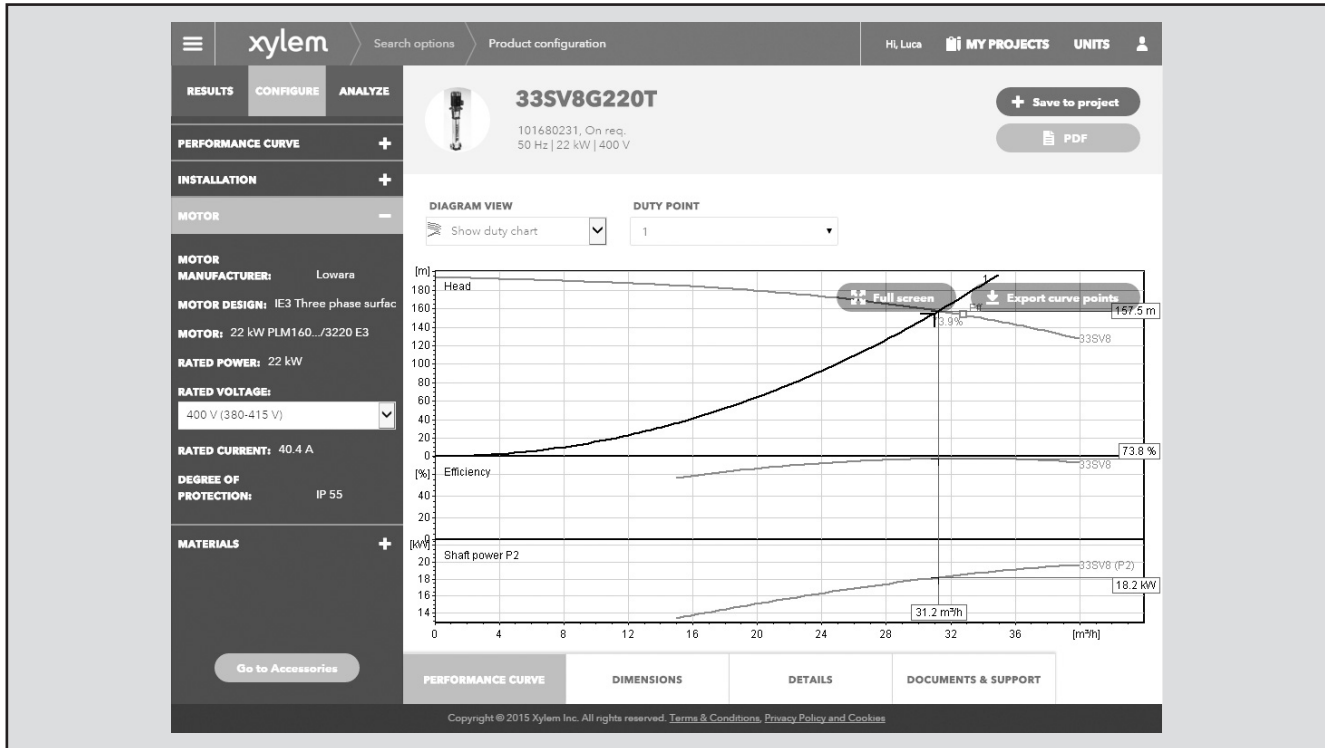 xylem
Search options
Product configuration
Hi, Luca
MY PROJECTS
UNITS
RESULTS
CONFIGURE
ANALYZE
PERFORMANCE CURVE
INSTALLATION
MOTOR
MOTOR
MANUFACTURER: Lowara
MOTOR DESIGN: IE3 Three phase surfac
MOTOR: 22 kW PLM160.../3220 E3
RATED POWER: 22 kW
RATED VOLTAGE:
400 V (380-415 V)
RATED CURRENT: 40.4 A
DEGREE OF
PROTECTION: IP 55
MATERIALS
Go to Accessories
33SV8G220T
101680231, On req.
50 Hz | 22 kW | 400 V
+ Save to project
PDF
DIAGRAM VIEW
Show duty chart
DUTY POINT
1
[m]
Head
180
160
140
120
100
80
60
40
20
0
1
Full screen
Export curve points
Eff
3.9%
157.5 m
33SV8
[%]
Efficiency
40
20
0
73.8 %
33SV8
[kW]
Shaft power P2
20
18
16
14
33SV8 (P2)
18.2 kW
31.2 m³/h
0 4 8 12 16 20 24 28 32 36 [m³/h]
PERFORMANCE CURVE
DIMENSIONS
DETAILS
DOCUMENTS & SUPPORT
Copyright © 2015 Xylem Inc. All rights reserved. Terms & Conditions, Privacy Policy and Cookies